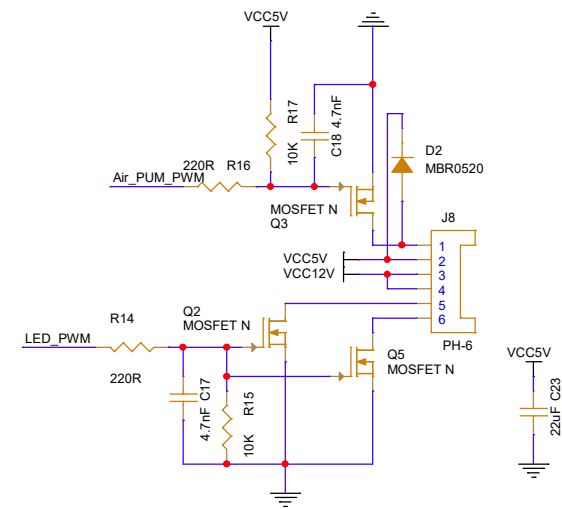 VCC5V
R17
10K
C18 4.7nF
220R R16
Air_PUM_PWM
MOSFET N
Q3
D2
MBR0520
J8
VCC5V
VCC12V
1
2
3
4
5
6
PH-6
R14
LED_PWM
220R
Q2
MOSFET N
Q5
MOSFET N
4.7nF C17
R15
10K
VCC5V
22uF C23